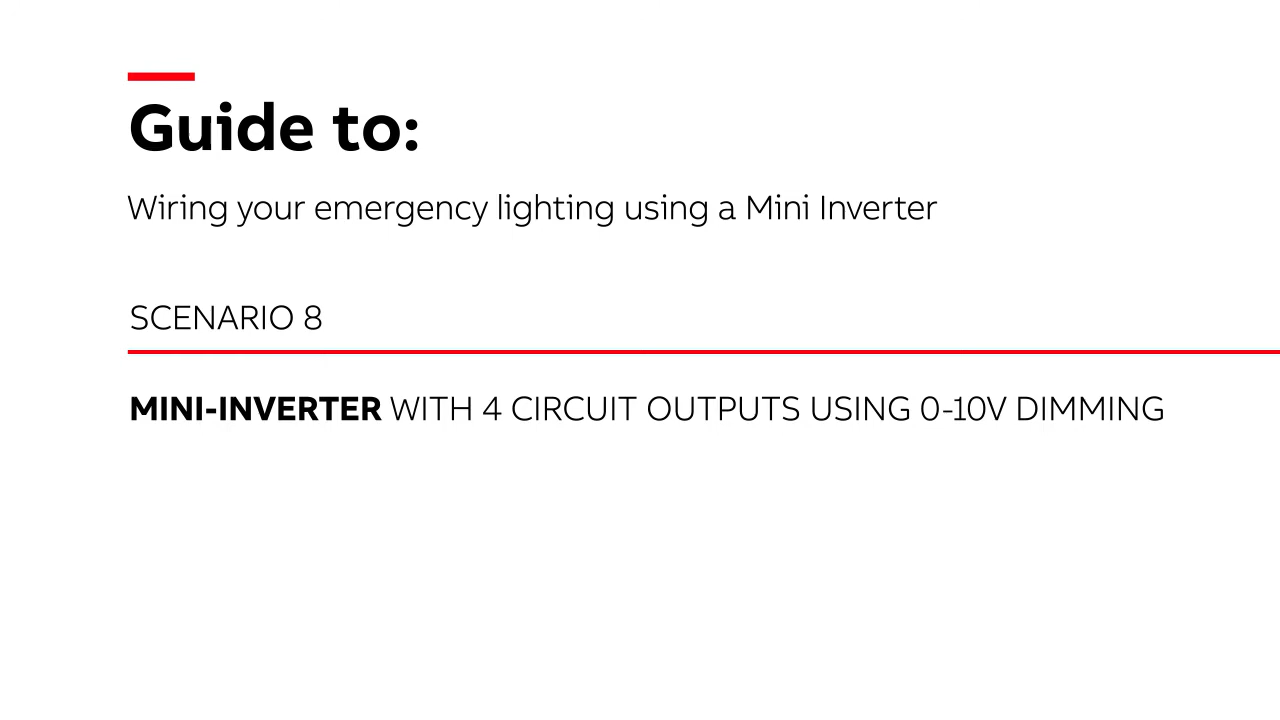 Guide to:
Wiring your emergency lighting using a Mini Inverter
SCENARIO 8
MINI-INVERTER WITH 4 CIRCUIT OUTPUTS USING 0-10V DIMMING